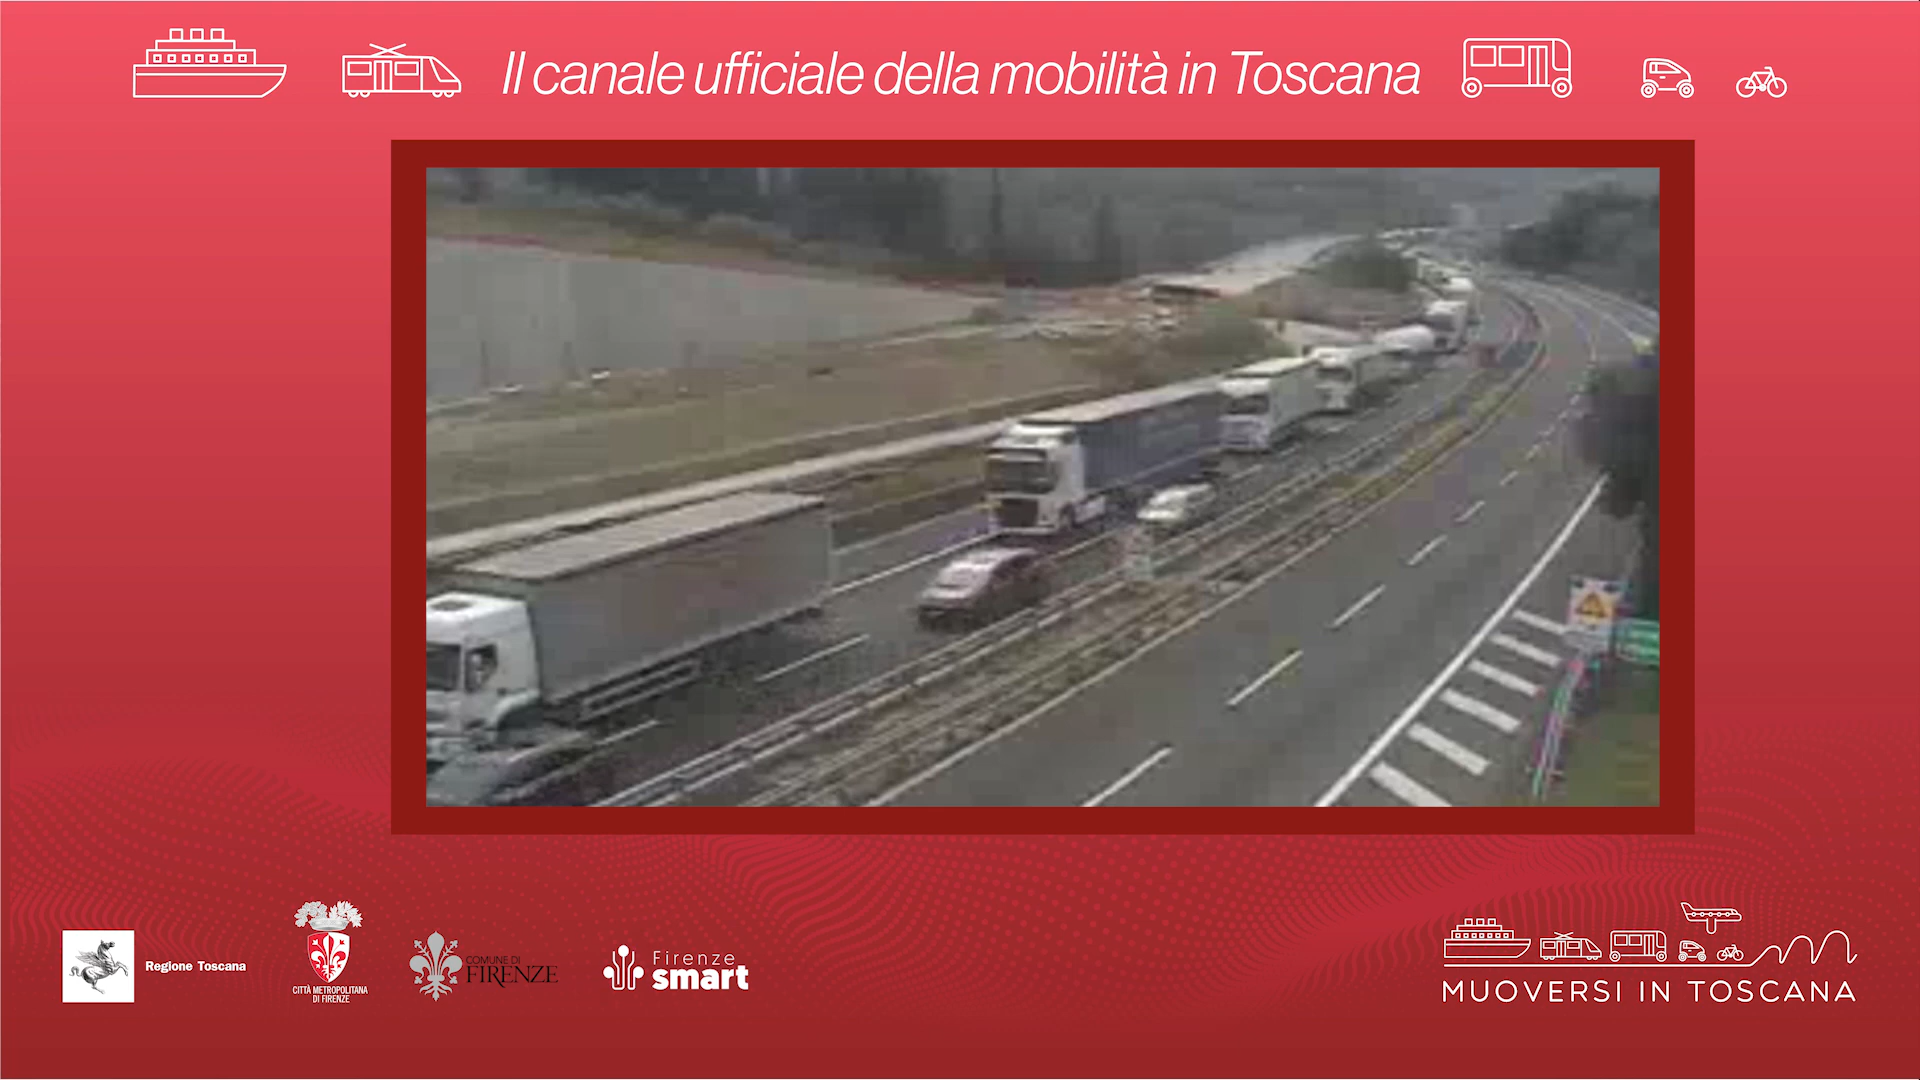 Il canale ufficiale della mobilità in Toscana
Regione Toscana
CITTÀ METROPOLITANA
DI FIRENZE
COMUNE DI
FIRENZE
Firenze
smart
MUOVERSI IN TOSCANA